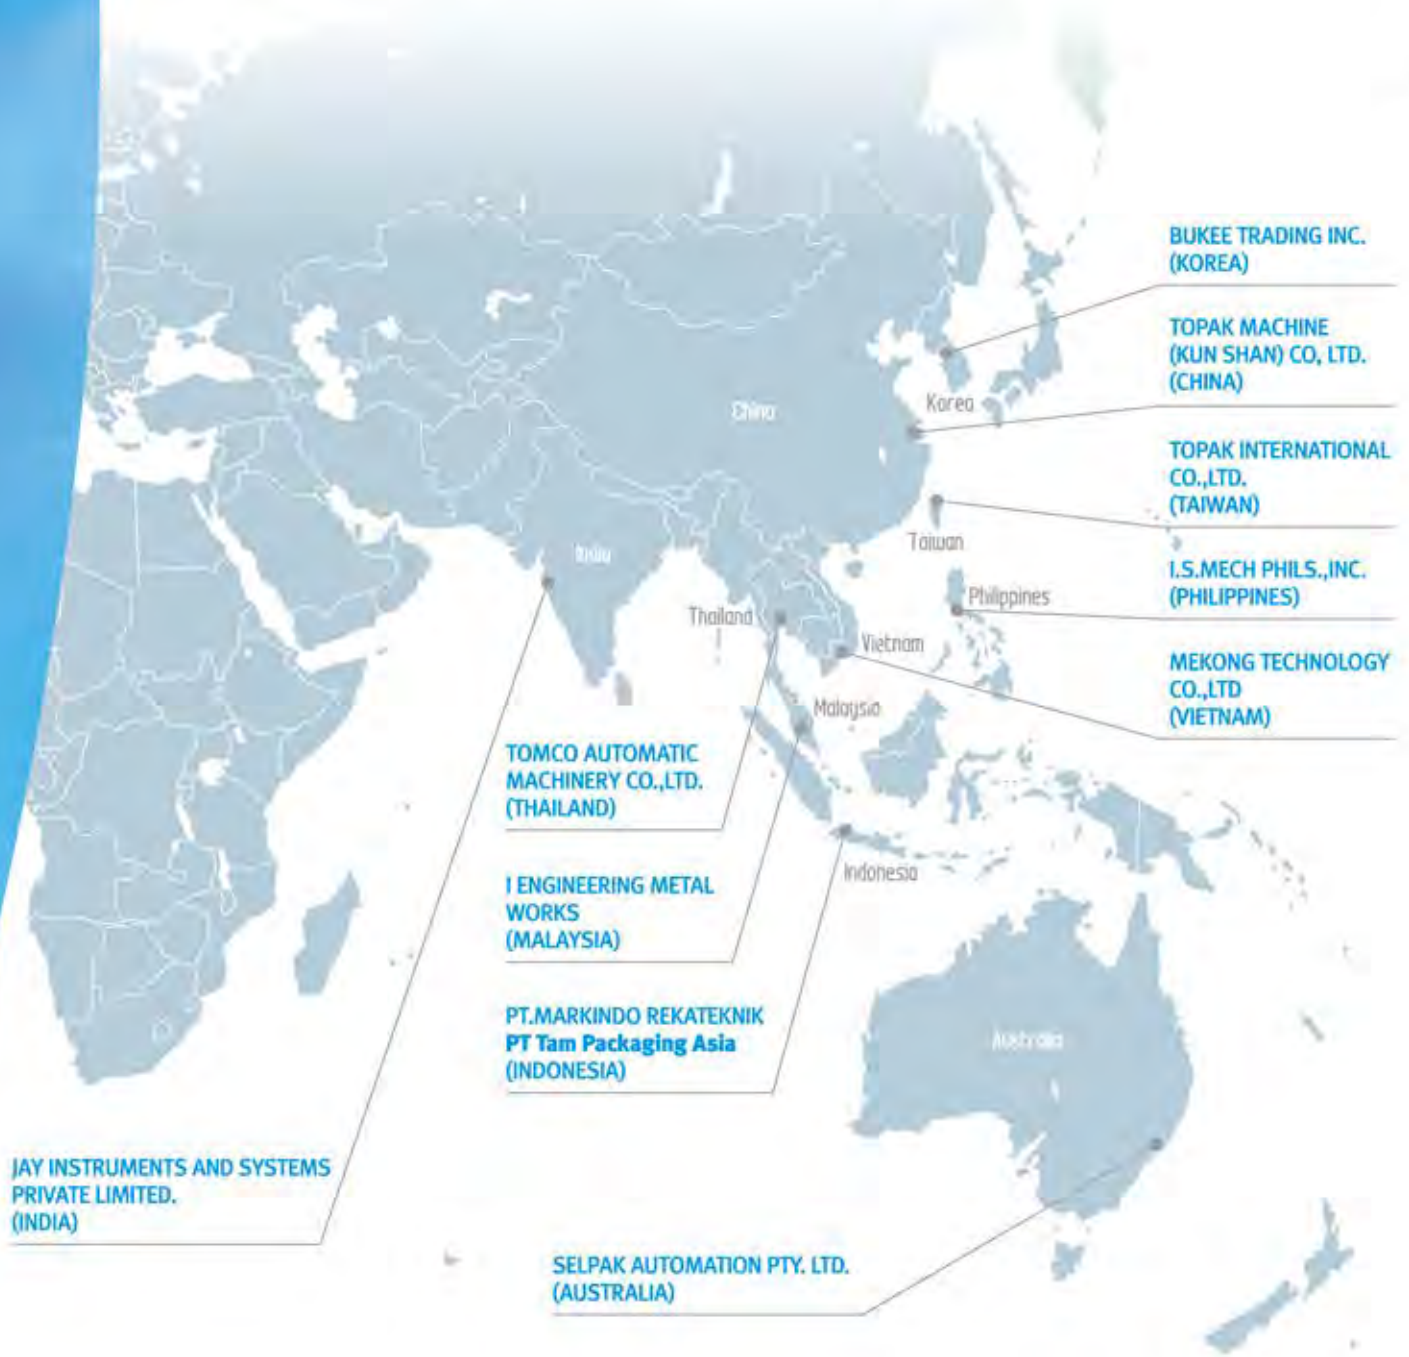 BUKEE TRADING INC.
(KOREA)
TOPAK MACHINE
(KUN SHAN) CO, LTD.
(CHINA)
TOPAK INTERNATIONAL
CO.,LTD.
(TAIWAN)
I.S.MECH PHILS.,INC.
(PHILIPPINES)
MEKONG TECHNOLOGY
CO.,LTD
(VIETNAM)
China
Korea
India
Taiwan
Philippines
Thailand
Vietnam
Malaysia
Indonesia
Australia
TOMCO AUTOMATIC
MACHINERY CO.,LTD.
(THAILAND)
I ENGINEERING METAL
WORKS
(MALAYSIA)
PT.MARKINDO REKATEKNIK
PT Tam Packaging Asia
(INDONESIA)
JAY INSTRUMENTS AND SYSTEMS
PRIVATE LIMITED.
(INDIA)
SELPAK AUTOMATION PTY. LTD.
(AUSTRALIA)